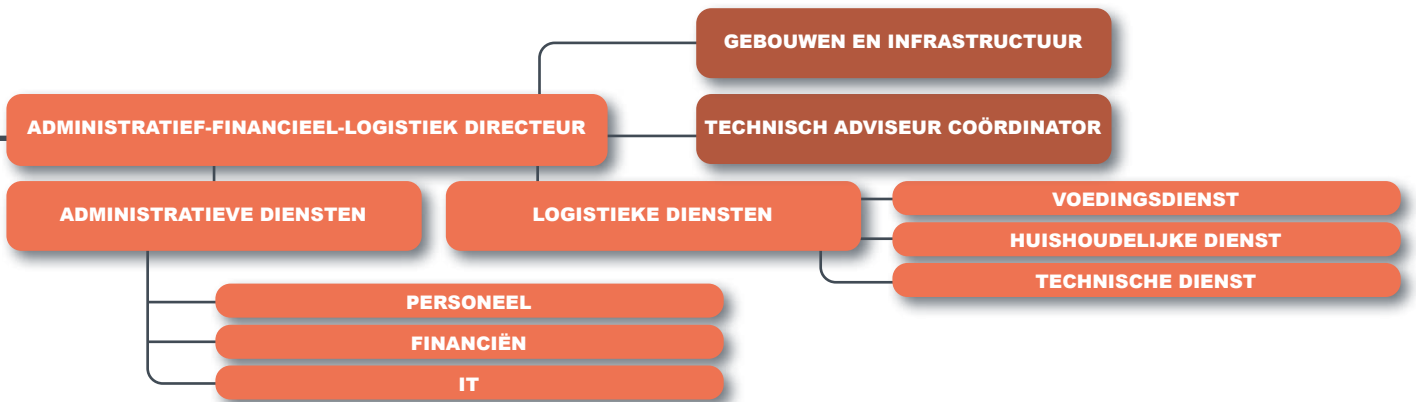 GEBOUWEN EN INFRASTRUCTUUR
ADMINISTRATIEF-FINANCIEEL-LOGISTIEK DIRECTEUR
TECHNISCH ADVISEUR COÖRDINATOR
ADMINISTRATIEVE DIENSTEN
LOGISTIEKE DIENSTEN
VOEDINGSDIENST
HUISHOUDELIJKE DIENST
TECHNISCHE DIENST
PERSONEEL
FINANCIËN
IT